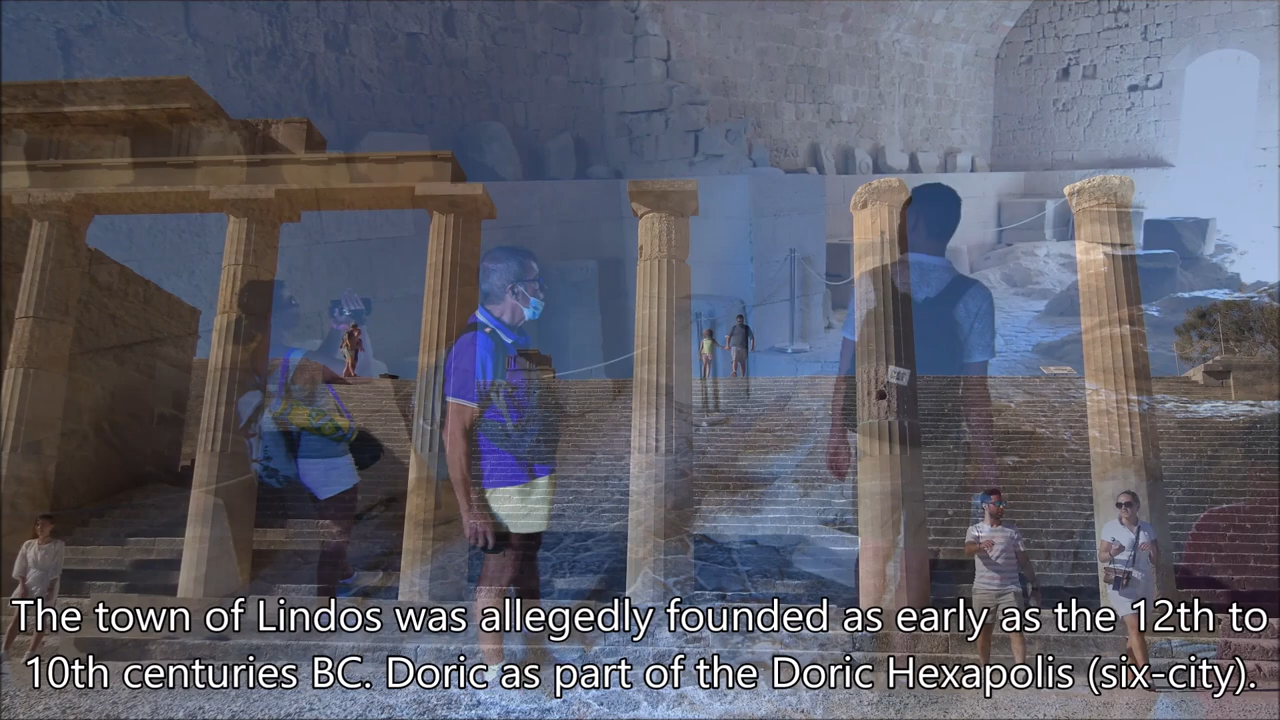 The town of Lindos was allegedly founded as early as the 12th to
10th centuries BC. Doric as part of the Doric Hexapolis (six-city).